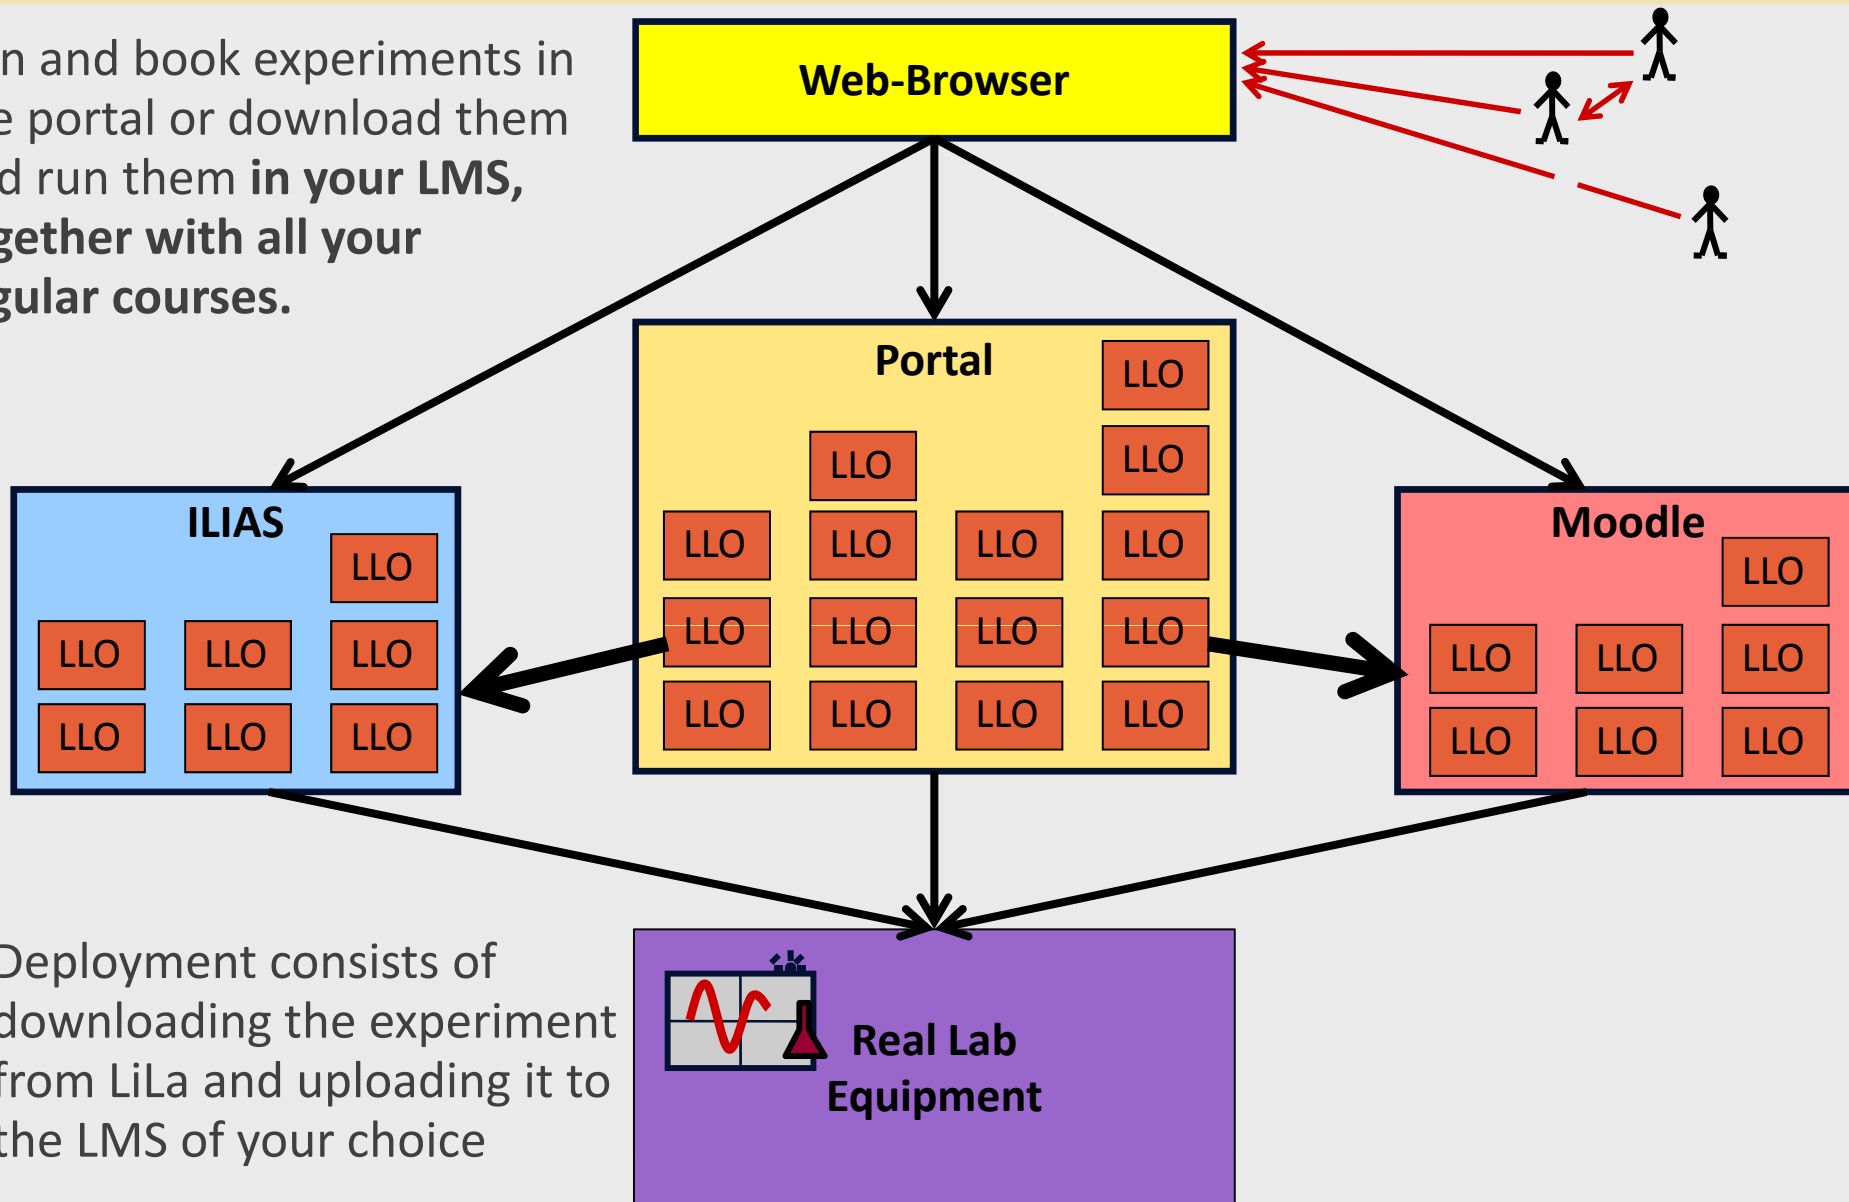 n and book experiments in
e portal or download them
d run them in your LMS,
gether with all your
gular courses.
Web-Browser
Portal
LLO
LLO LLO
LLO LLO LLO LLO
LLO LLO LLO LLO
LLO LLO LLO LLO
ILIAS
LLO
LLO LLO LLO
LLO LLO LLO
Moodle
LLO
LLO LLO LLO
LLO LLO LLO
Deployment consists of
downloading the experiment
from LiLa and uploading it to
the LMS of your choice
Real Lab
Equipment